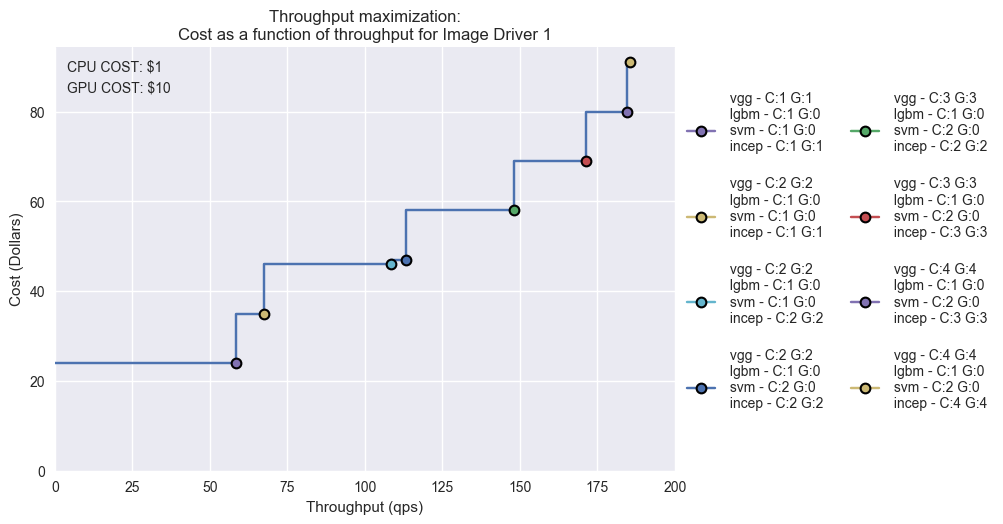 Throughput maximization:
Cost as a function of throughput for Image Driver 1
CPU COST: $1
GPU COST: $10
Cost (Dollars)
80
60
40
20
0
0 25 50 75 100 125 150 175 200
Throughput (qps)
vgg - C:1 G:1
lgbm - C:1 G:0
svm - C:1 G:0
incep - C:1 G:1
vgg - C:2 G:2
lgbm - C:1 G:0
svm - C:1 G:0
incep - C:1 G:1
vgg - C:2 G:2
lgbm - C:1 G:0
svm - C:1 G:0
incep - C:2 G:2
vgg - C:2 G:2
lgbm - C:1 G:0
svm - C:2 G:0
incep - C:2 G:2
vgg - C:3 G:3
lgbm - C:1 G:0
svm - C:2 G:0
incep - C:2 G:2
vgg - C:3 G:3
lgbm - C:1 G:0
svm - C:2 G:0
incep - C:3 G:3
vgg - C:4 G:4
lgbm - C:1 G:0
svm - C:2 G:0
incep - C:3 G:3
vgg - C:4 G:4
lgbm - C:1 G:0
svm - C:2 G:0
incep - C:4 G:4